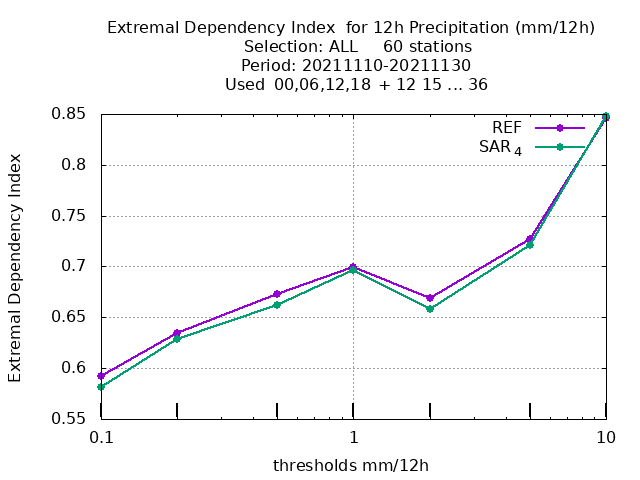 Extremal Dependency Index  for 12h Precipitation (mm/12h)
Selection: ALL     60 stations
Period: 20211110-20211130
Used  00,06,12,18  + 12 15 ... 36
0.85
0.8
0.75
0.7
0.65
0.6
0.55
Extremal Dependency Index
REF
SAR 4
0.1
1
10
thresholds mm/12h